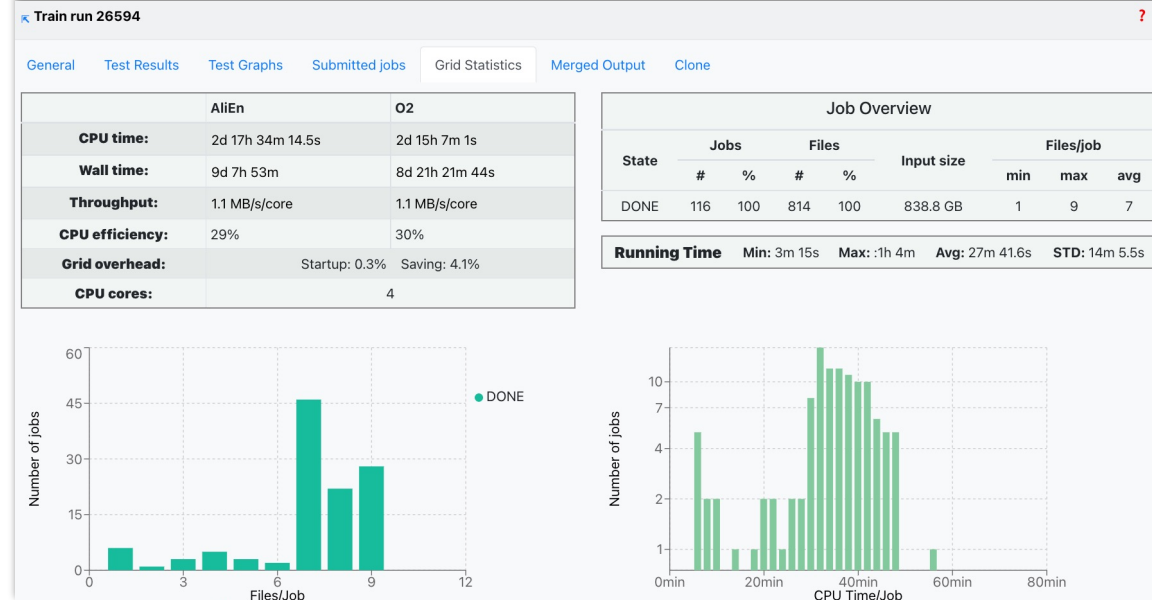 Train run 26594
?
General Test Results Test Graphs Submitted jobs Grid Statistics Merged Output Clone
AliEn O2
CPU time: 2d 17h 34m 14.5s 2d 15h 7m 1s
Wall time: 9d 7h 53m 8d 21h 21m 44s
Throughput: 1.1 MB/s/core 1.1 MB/s/core
CPU efficiency: 29% 30%
Grid overhead: Startup: 0.3% Saving: 4.1%
CPU cores: 4
Job Overview
State Jobs Files Input size Files/job
# % # % min max avg
DONE 116 100 814 100 838.8 GB 1 9 7
Running Time Min: 3m 15s Max: :1h 4m Avg: 27m 41.6s STD: 14m 5.5s
60
45
30
15
0
Number of jobs
0 3 6 9 12
Files/Job
DONE
10
7
4
2
1
Number of jobs
0min 20min 40min 60min 80min
CPU Time/Job